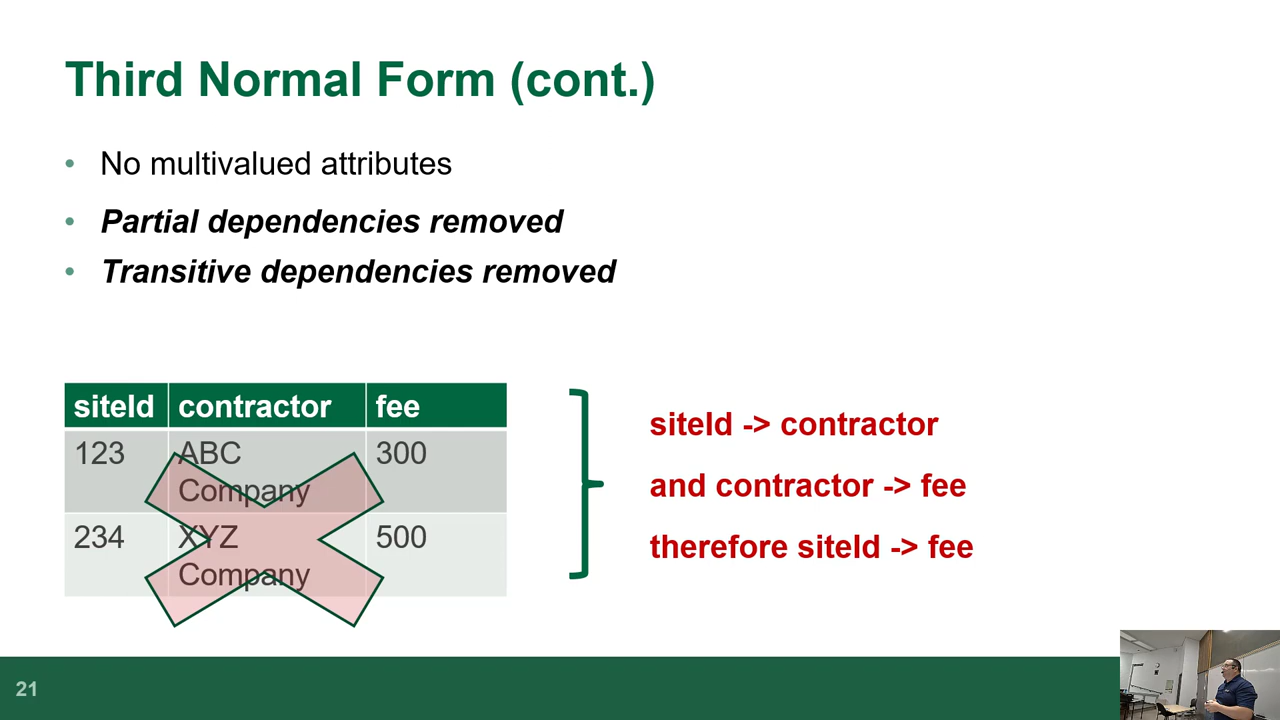 Third Normal Form (cont.)
• No multivalued attributes
• Partial dependencies removed
• Transitive dependencies removed
siteId contractor fee
123 ABC Company 300
234 XYZ Company 500
siteId -> contractor
and contractor -> fee
therefore siteId -> fee
21